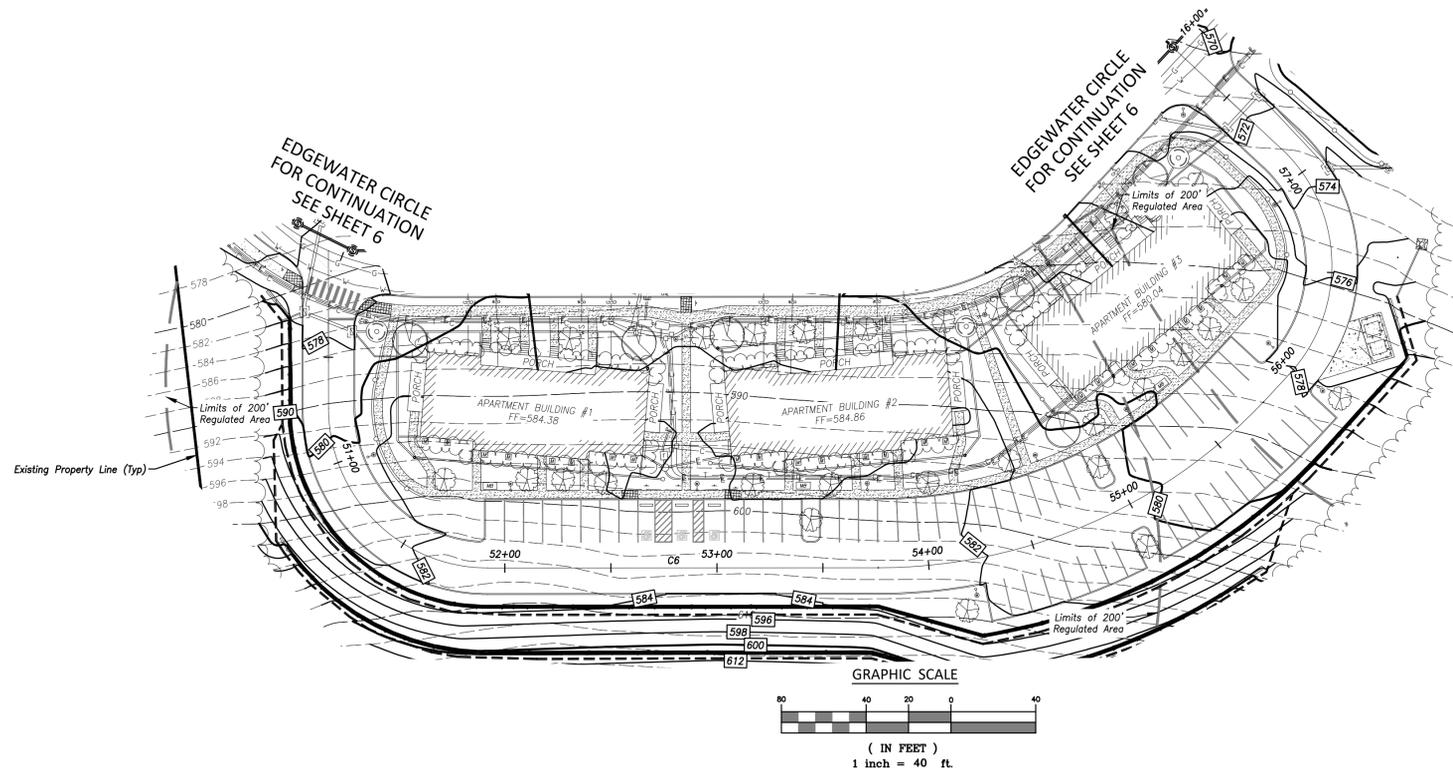 EDGEWATER CIRCLE
FOR CONTINUATION
SEE SHEET 6
EDGEWATER CIRCLE
FOR CONTINUATION
SEE SHEET 6
16+00
570
572
57+00
574
576
56+00
578
Limits of 200'
Regulated Area
PORCH
PORCH
PORCH
APARTMENT BUILDING #3
FF=580.04
578
580
582
584
586
592
594
596
98
Limits of 200'
Regulated Area
Existing Property Line (Typ)
578
590
580
51+00
582
PORCH
PORCH
PORCH
APARTMENT BUILDING #1
FF=584.38
590
PORCH
PORCH
PORCH
APARTMENT BUILDING #2
FF=584.86
600
52+00
53+00
54+00
55+00
C6
582
580
584
584
596
598
600
612
Limits of 200'
Regulated Area
GRAPHIC SCALE
80 40 20 0 40
( IN FEET )
1 inch = 40 ft.